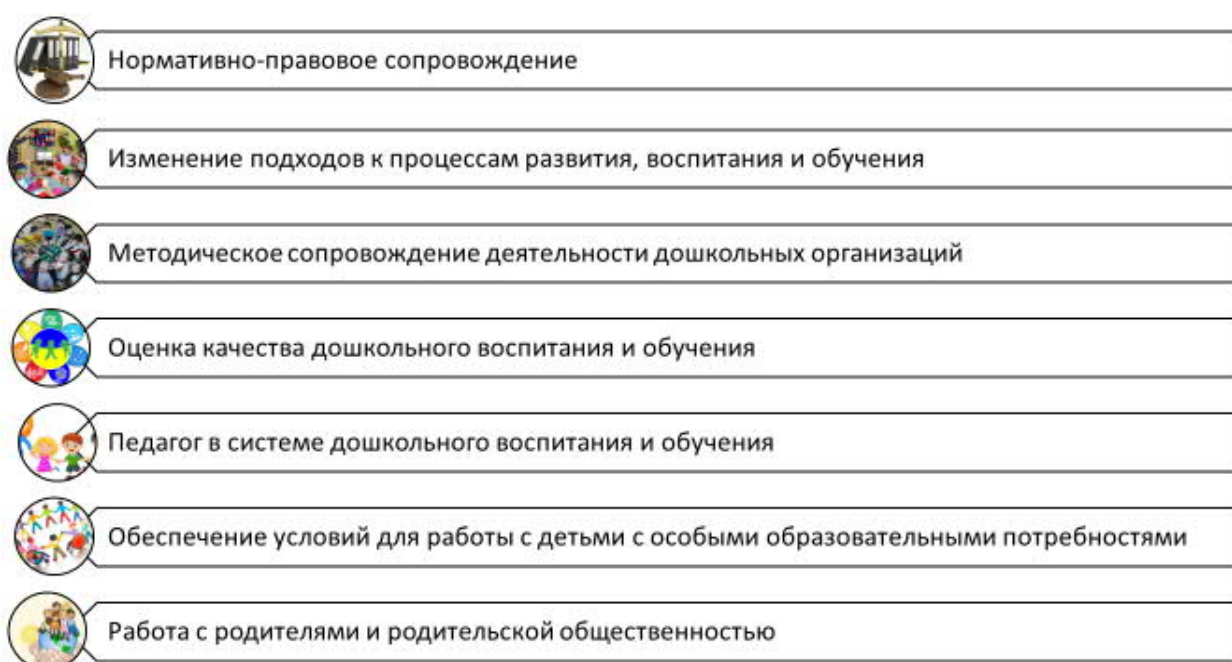 Нормативно-правовое сопровождение
Изменение подходов к процессам развития, воспитания и обучения
Методическое сопровождение деятельности дошкольных организаций
Оценка качества дошкольного воспитания и обучения
Педагог в системе дошкольного воспитания и обучения
Обеспечение условий для работы с детьми с особыми образовательными потребностями
Работа с родителями и родительской общественностью